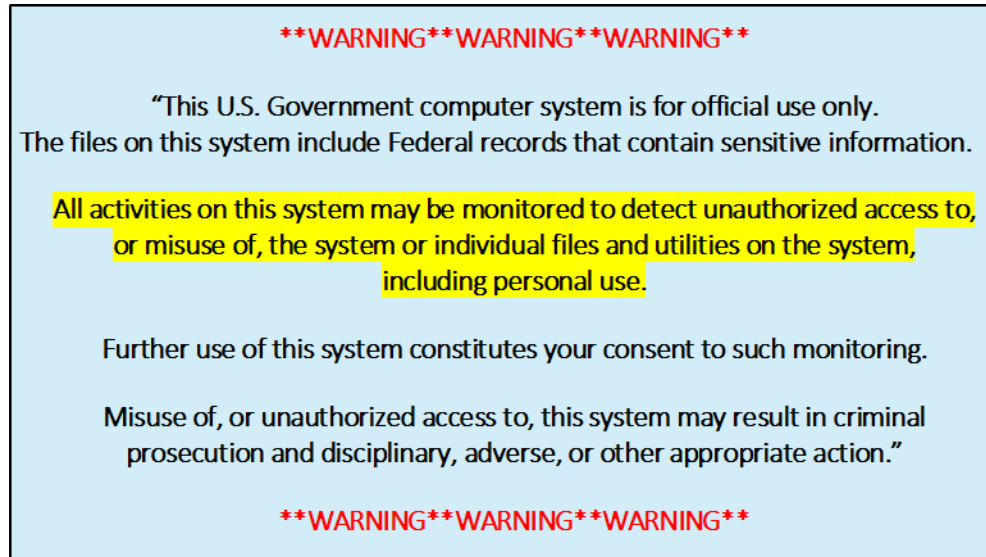 **WARNING**WARNING**WARNING**
“This U.S. Government computer system is for official use only.
The files on this system include Federal records that contain sensitive information.
All activities on this system may be monitored to detect unauthorized access to,
or misuse of, the system or individual files and utilities on the system,
including personal use.
Further use of this system constitutes your consent to such monitoring.
Misuse of, or unauthorized access to, this system may result in criminal
prosecution and disciplinary, adverse, or other appropriate action.”
**WARNING**WARNING**WARNING**